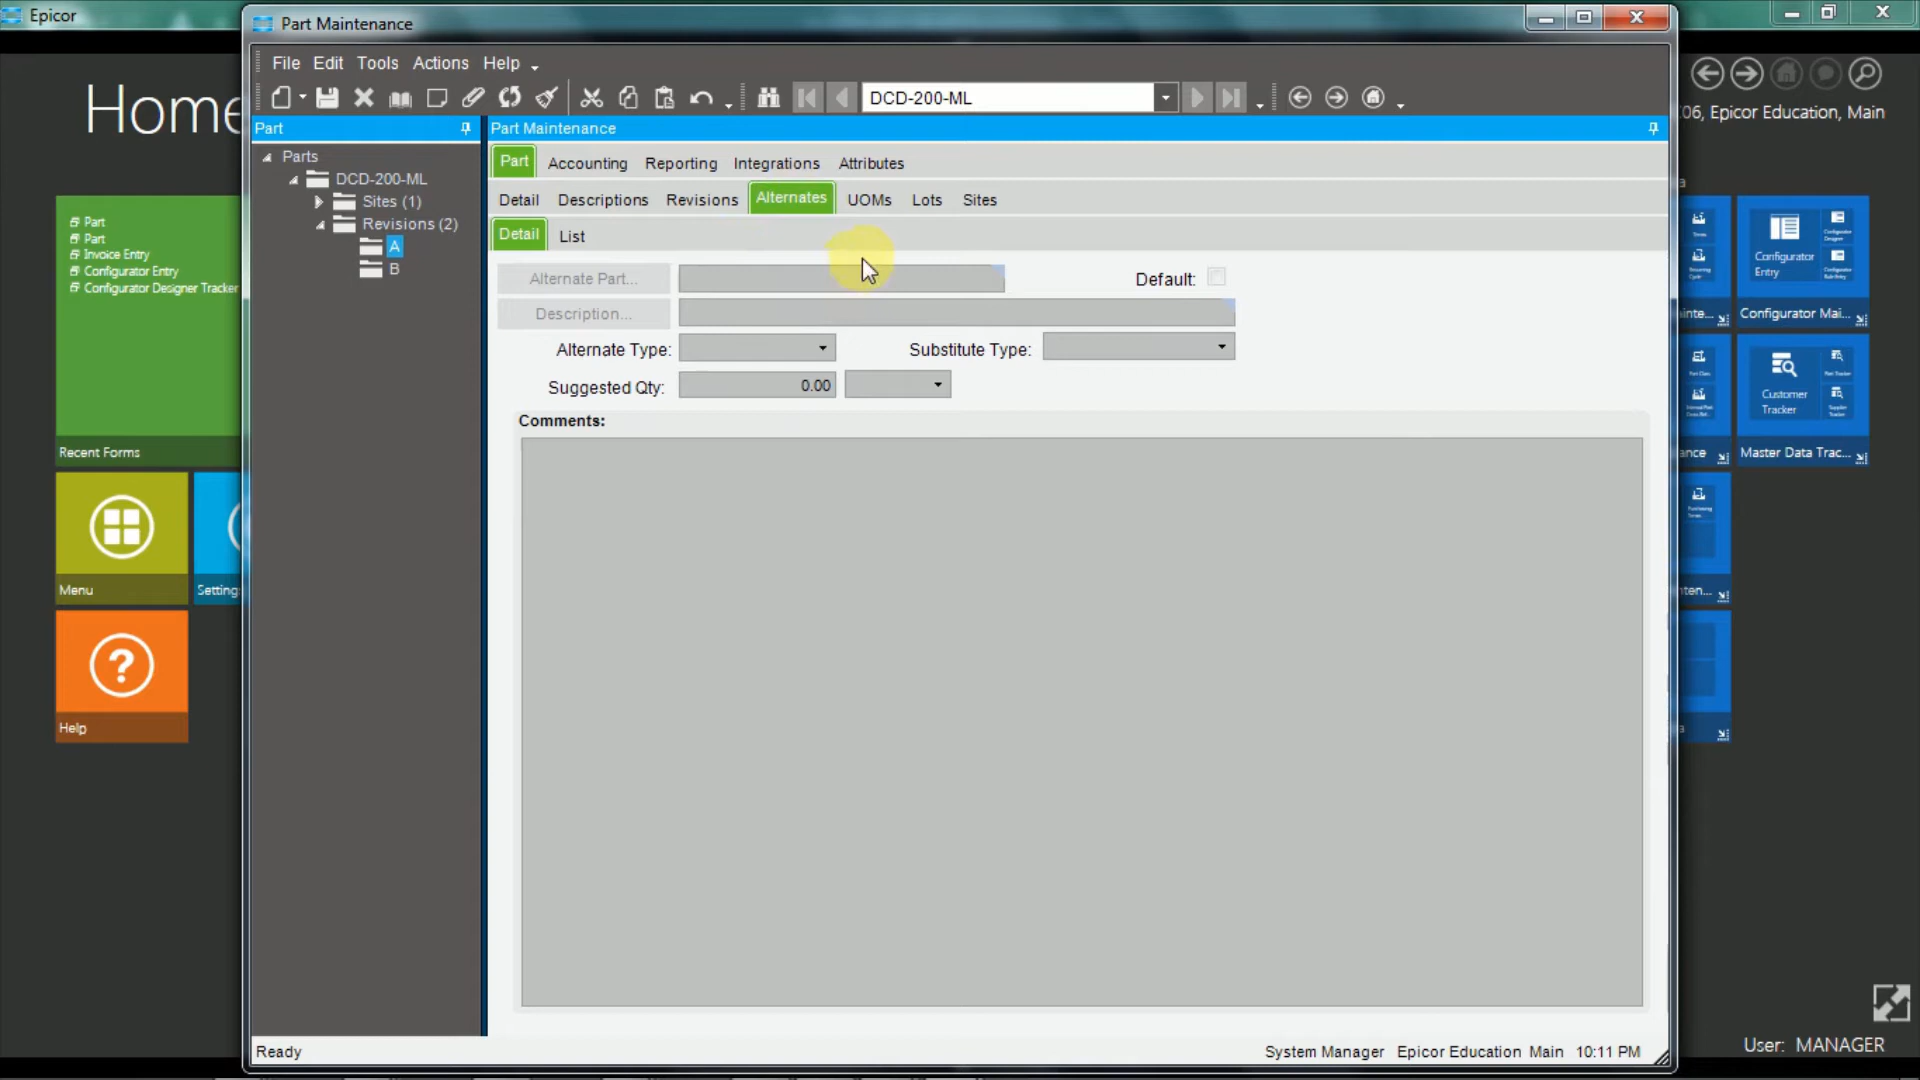 Epicor
Part Maintenance
File Edit Tools Actions Help
Home
DCD-200-ML
C06, Epicor Education, Main
Part
Part Maintenance
Parts
DCD-200-ML
Sites (1)
Revisions (2)
A
B
Part Accounting Reporting Integrations Attributes
Detail Descriptions Revisions Alternates UOMs Lots Sites
Detail List
Alternate Part...
Default:
Description...
Alternate Type:
Substitute Type:
Suggested Qty:
0.00
Comments:
Part
Part
Invoice Entry
Configurator Entry
Configurator Designer Tracker
Recent Forms
Menu
Setting
Help
Configurator
Entry
Configurator Mai...
Customer
Tracker
Master Data Trac...
Ready
System Manager Epicor Education Main 10:11 PM
User: MANAGER